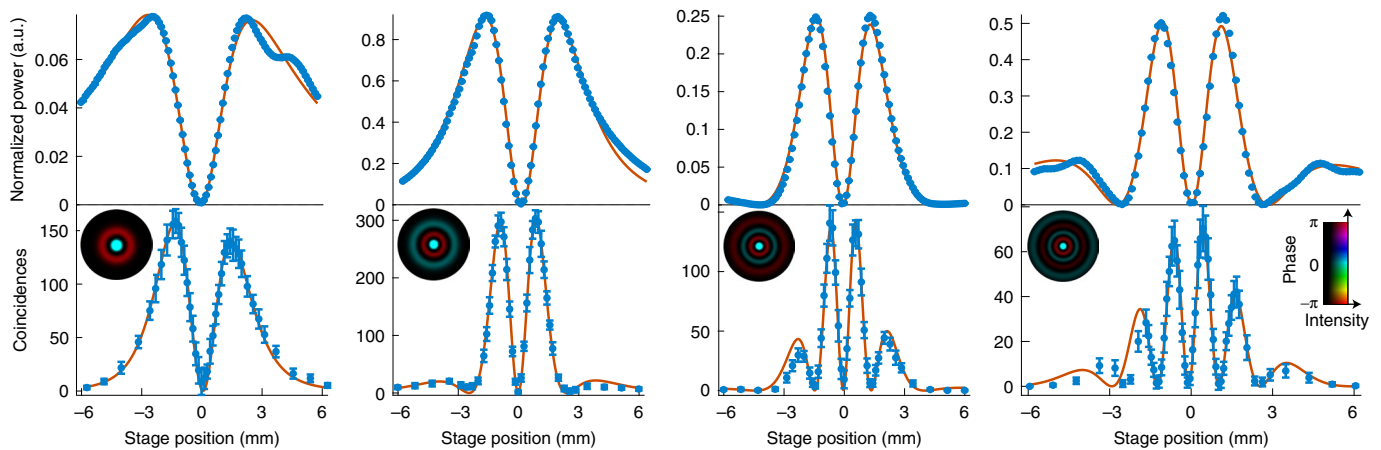 Normalized power (a.u.)
0.06
0.04
0.02
0
0.8
0.6
0.4
0.2
0
0.25
0.20
0.15
0.10
0.05
0
0.5
0.4
0.3
0.2
0.1
0
Coincidences
150
100
50
0
300
200
100
0
100
50
0
60
40
20
0
Phase
π
0
−π
Intensity
−6 −3 0 3 6
−6 −3 0 3 6
−6 −3 0 3 6
−6 −3 0 3 6
Stage position (mm)
Stage position (mm)
Stage position (mm)
Stage position (mm)